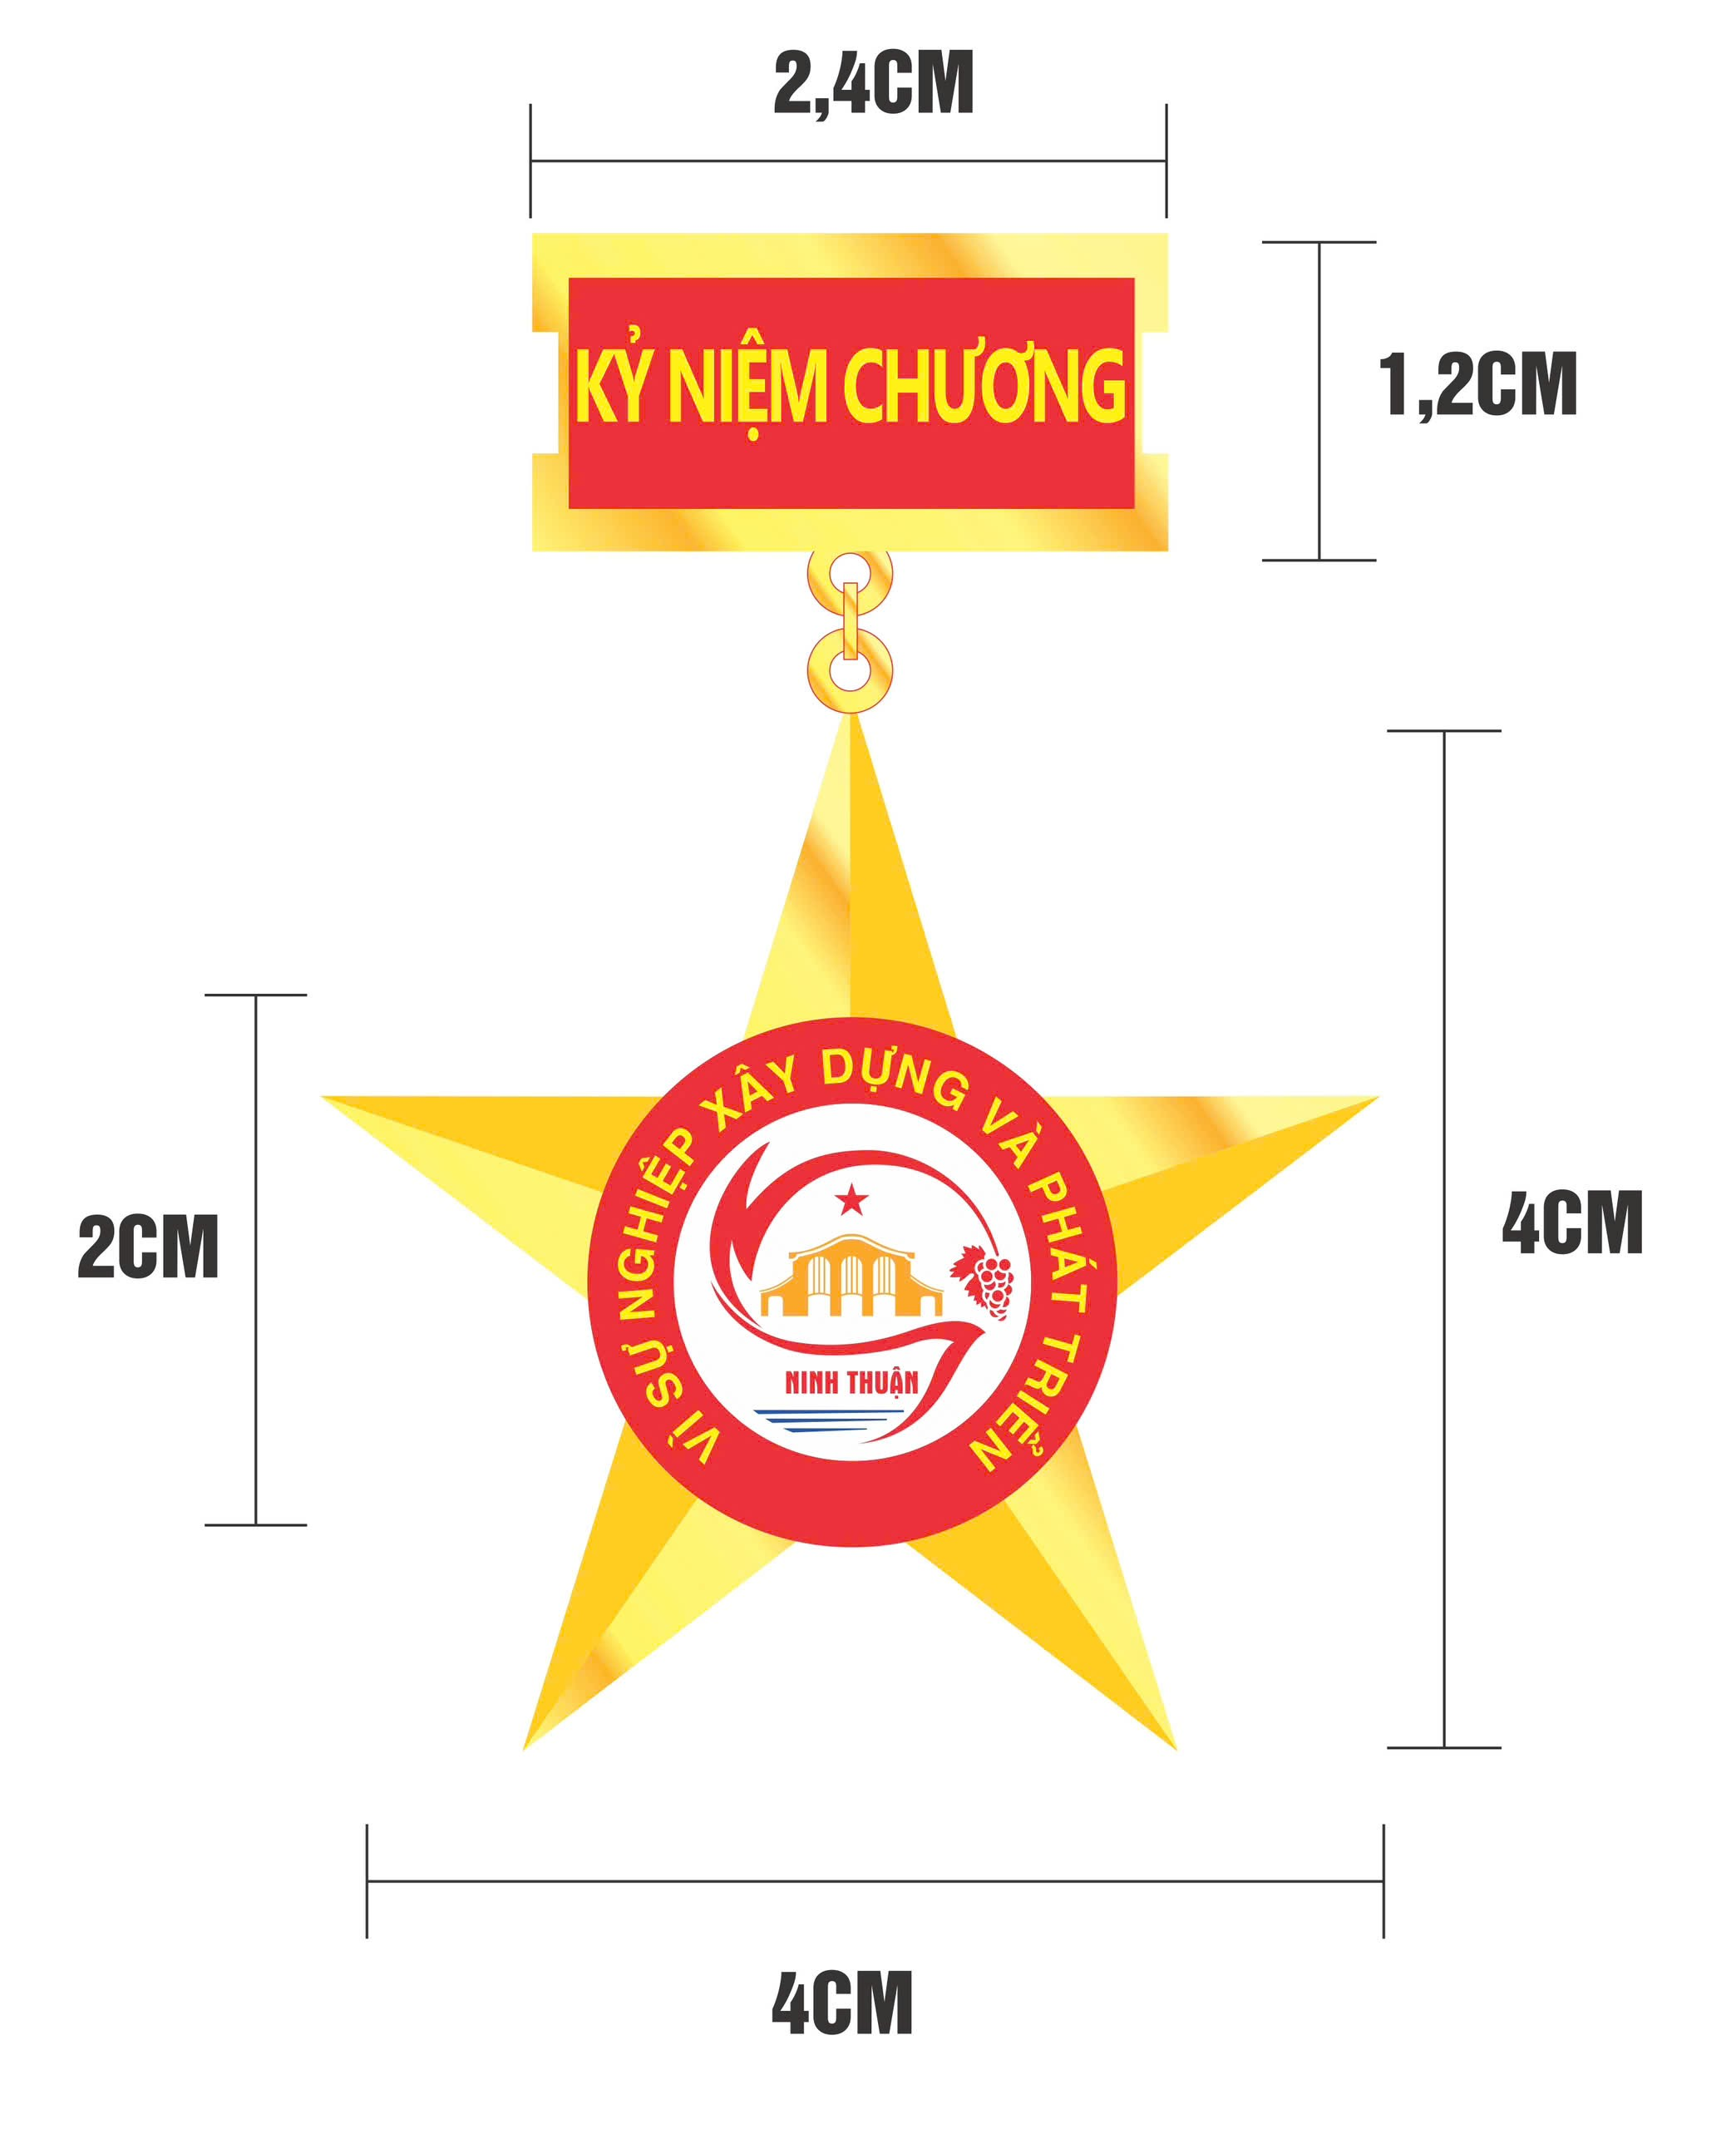 2,4CM
KỶ NIỆM CHƯƠNG
1,2CM
VÌ SỰ NGHIỆP XÂY DỰNG VÀ PHÁT TRIỂN
2CM
4CM
NINH THUẬN
4CM